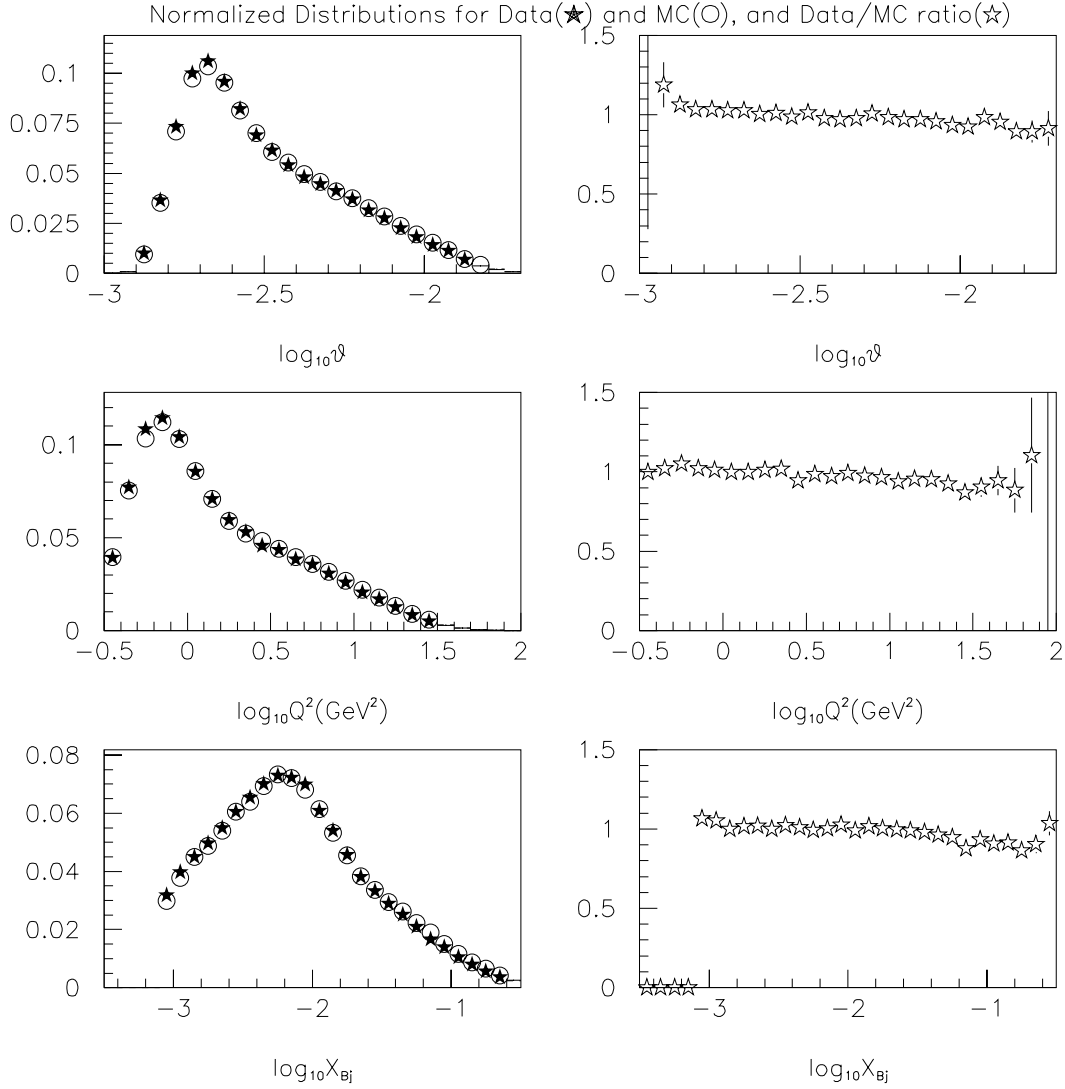 Normalized Distributions for Data(★) and MC(○), and Data/MC ratio(☆)
0.1
0.075
0.05
0.025
0
−3 −2.5 −2
log₁₀ϑ
1.5
1
0.5
0
−3 −2.5 −2
log₁₀ϑ
0.1
0.05
0
−0.5 0 0.5 1 1.5 2
log₁₀Q²(GeV²)
1.5
1
0.5
0
−0.5 0 0.5 1 1.5 2
log₁₀Q²(GeV²)
0.08
0.06
0.04
0.02
0
−3 −2 −1
log₁₀X_Bj
1.5
1
0.5
0
−3 −2 −1
log₁₀X_Bj